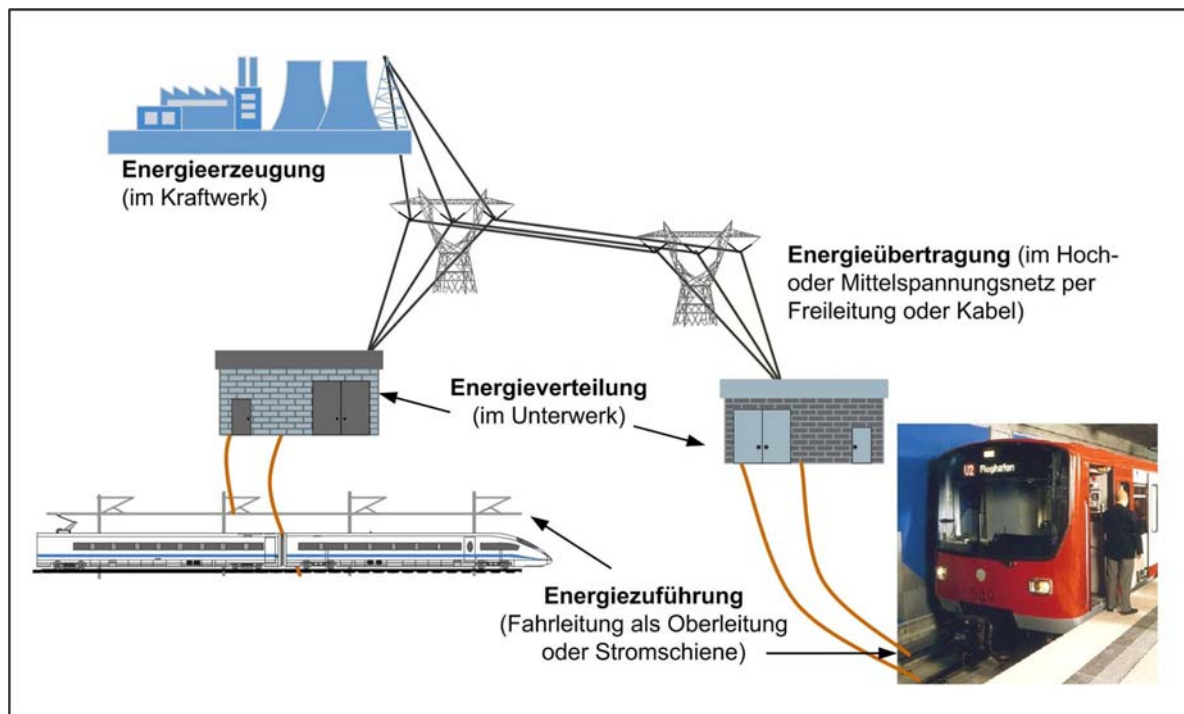 Energieerzeugung
(im Kraftwerk)
Energieübertragung (im Hoch-
oder Mittelspannungsnetz per
Freileitung oder Kabel)
Energieverteilung
(im Unterwerk)
U2 Flughafen
Energiezuführung
(Fahrleitung als Oberleitung
oder Stromschiene)